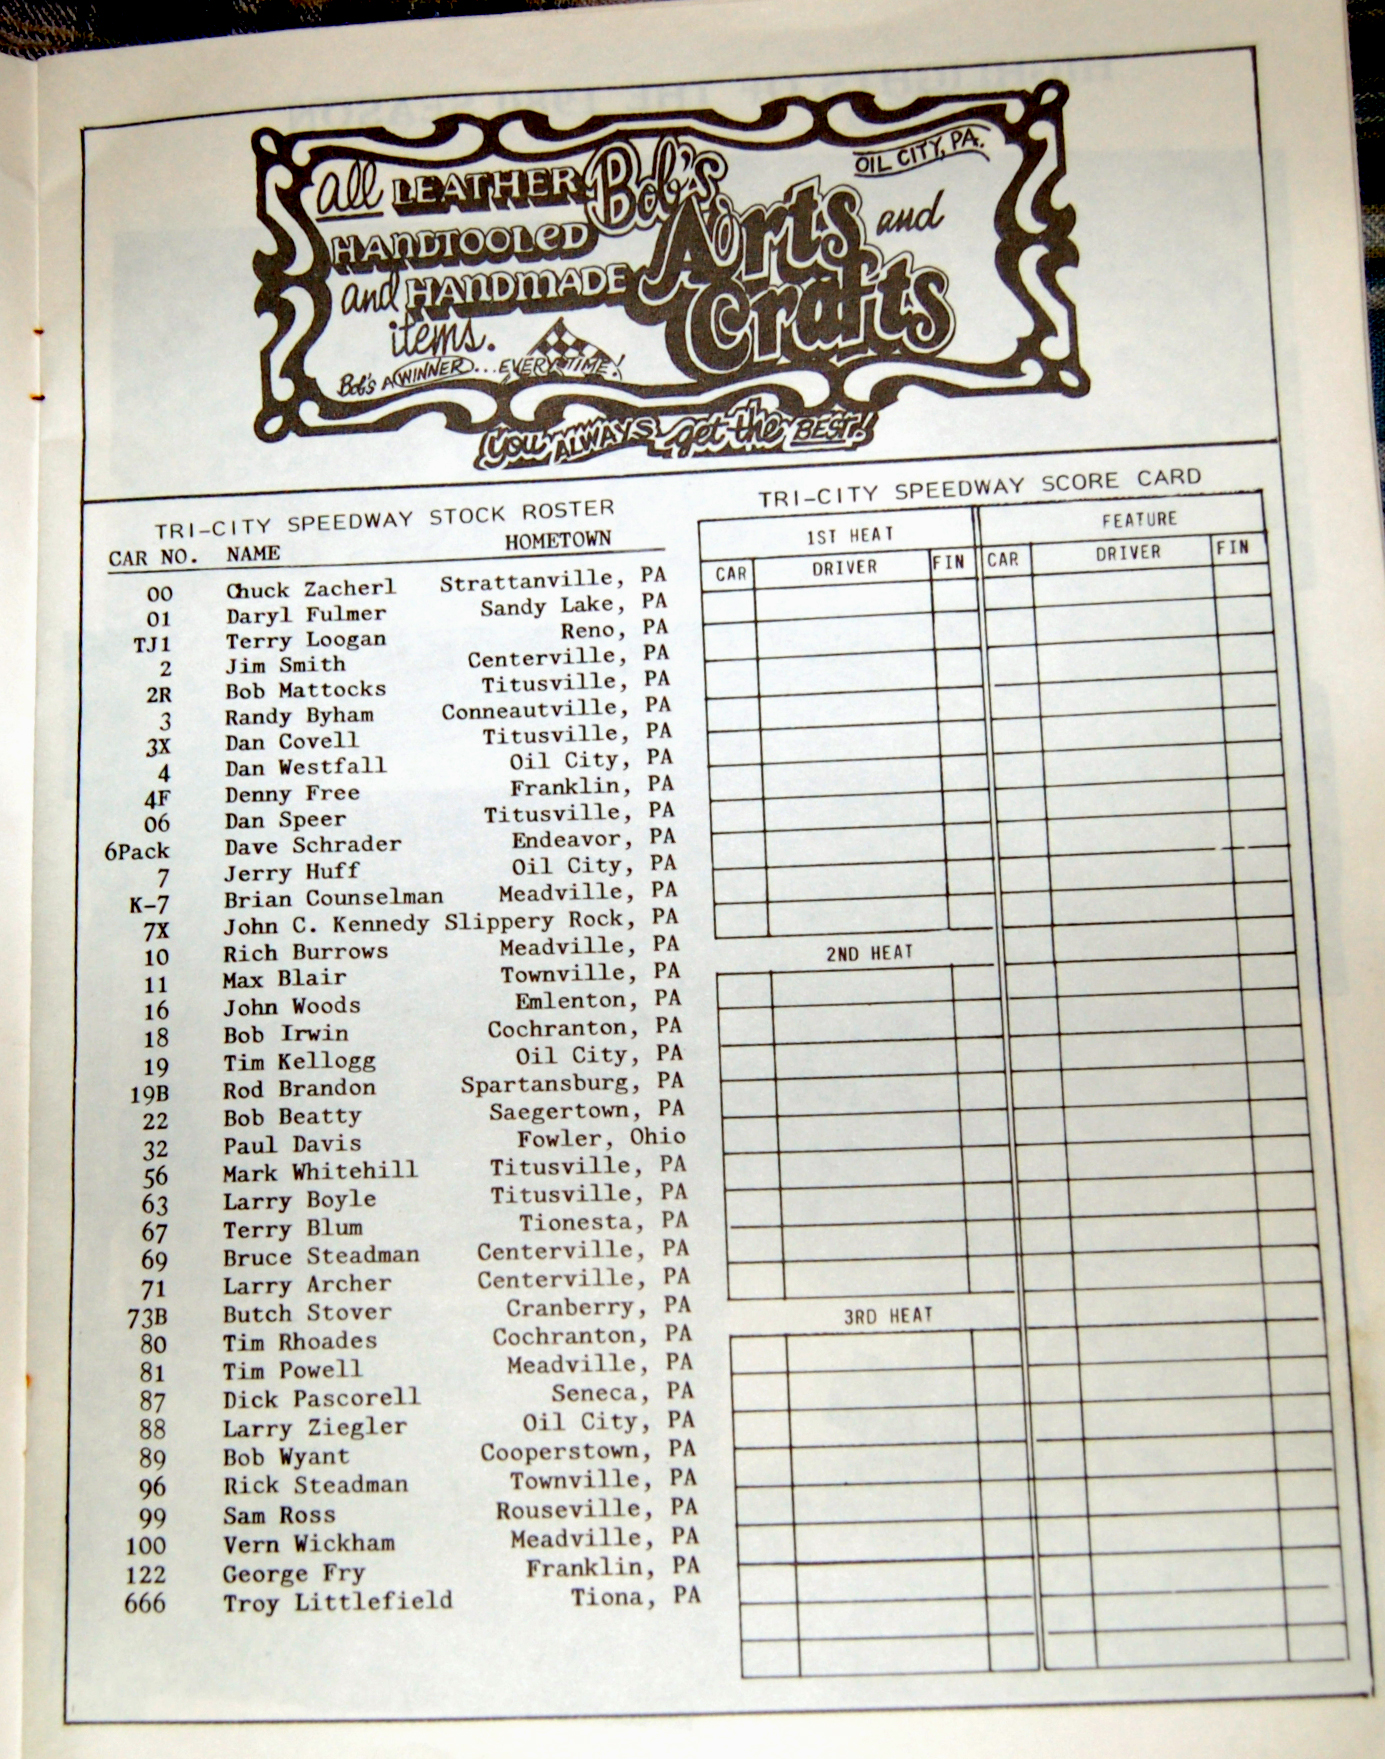 OIL CITY, PA.
all LEATHER Bob's
HANDTOOLED Arts and
and HANDMADE Crafts
items.
Bob's A WINNER... EVERY TIME!
You ALWAYS get the BEST!
TRI-CITY SPEEDWAY STOCK ROSTER
CAR NO. NAME HOMETOWN
00 Chuck Zacherl Strattanville, PA
01 Daryl Fulmer Sandy Lake, PA
TJ1 Terry Loogan Reno, PA
2 Jim Smith Centerville, PA
2R Bob Mattocks Titusville, PA
3 Randy Byham Conneautville, PA
3X Dan Covell Titusville, PA
4 Dan Westfall Oil City, PA
4F Denny Free Franklin, PA
06 Dan Speer Titusville, PA
6Pack Dave Schrader Endeavor, PA
7 Jerry Huff Oil City, PA
K-7 Brian Counselman Meadville, PA
7X John C. Kennedy Slippery Rock, PA
10 Rich Burrows Meadville, PA
11 Max Blair Townville, PA
16 John Woods Emlenton, PA
18 Bob Irwin Cochranton, PA
19 Tim Kellogg Oil City, PA
19B Rod Brandon Spartansburg, PA
22 Bob Beatty Saegertown, PA
32 Paul Davis Fowler, Ohio
56 Mark Whitehill Titusville, PA
63 Larry Boyle Titusville, PA
67 Terry Blum Tionesta, PA
69 Bruce Steadman Centerville, PA
71 Larry Archer Centerville, PA
73B Butch Stover Cranberry, PA
80 Tim Rhoades Cochranton, PA
81 Tim Powell Meadville, PA
87 Dick Pascorell Seneca, PA
88 Larry Ziegler Oil City, PA
89 Bob Wyant Cooperstown, PA
96 Rick Steadman Townville, PA
99 Sam Ross Rouseville, PA
100 Vern Wickham Meadville, PA
122 George Fry Franklin, PA
666 Troy Littlefield Tiona, PA
TRI-CITY SPEEDWAY SCORE CARD
1ST HEAT FEATURE
CAR DRIVER FIN CAR DRIVER FIN
2ND HEAT
3RD HEAT